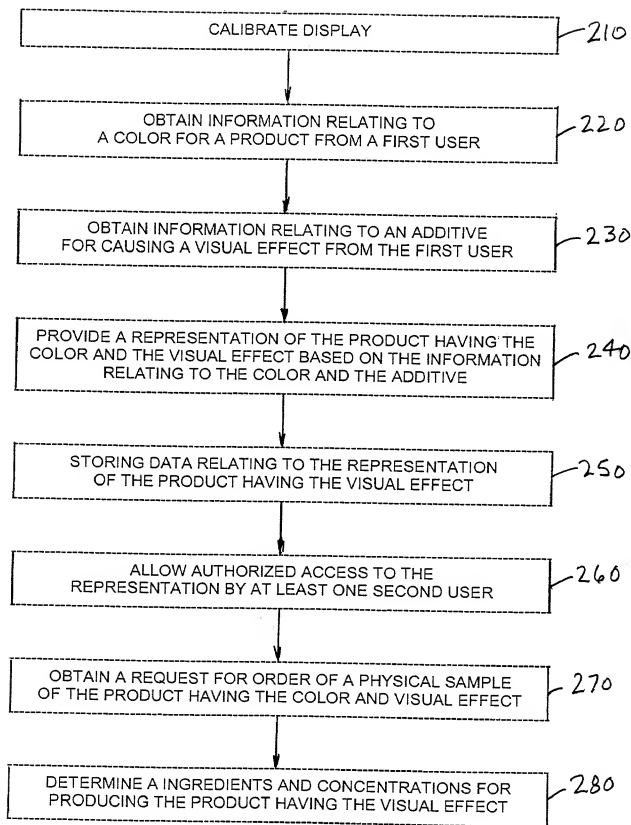 CALIBRATE DISPLAY
210
OBTAIN INFORMATION RELATING TO
A COLOR FOR A PRODUCT FROM A FIRST USER
220
OBTAIN INFORMATION RELATING TO AN ADDITIVE
FOR CAUSING A VISUAL EFFECT FROM THE FIRST USER
230
PROVIDE A REPRESENTATION OF THE PRODUCT HAVING THE
COLOR AND THE VISUAL EFFECT BASED ON THE INFORMATION
RELATING TO THE COLOR AND THE ADDITIVE
240
STORING DATA RELATING TO THE REPRESENTATION
OF THE PRODUCT HAVING THE VISUAL EFFECT
250
ALLOW AUTHORIZED ACCESS TO THE
REPRESENTATION BY AT LEAST ONE SECOND USER
260
OBTAIN A REQUEST FOR ORDER OF A PHYSICAL SAMPLE
OF THE PRODUCT HAVING THE COLOR AND VISUAL EFFECT
270
DETERMINE A INGREDIENTS AND CONCENTRATIONS FOR
PRODUCING THE PRODUCT HAVING THE VISUAL EFFECT
280